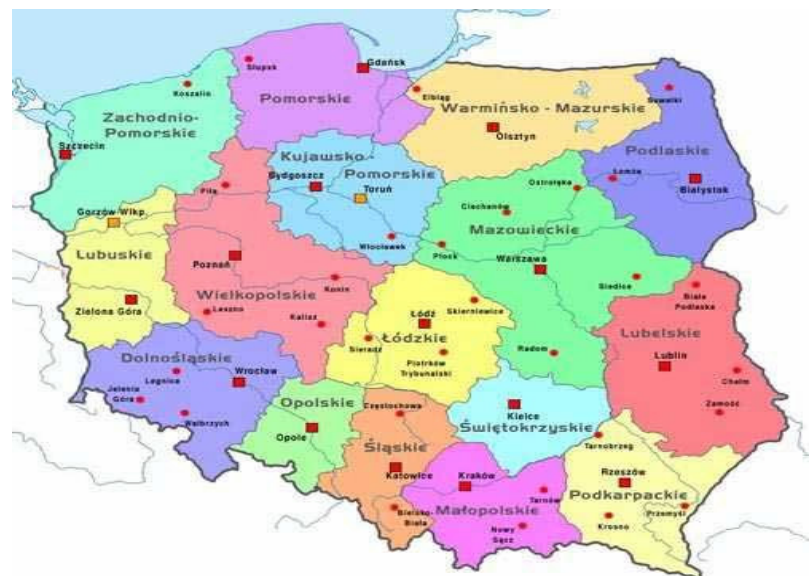 Słupsk
Gdańsk
Koszalin
Pomorskie
Elbląg
Suwałki
Zachodnio-
Pomorskie
Warmińsko - Mazurskie
Olsztyn
Szczecin
Kujawsko-
Pomorskie
Podlaskie
Piła
Bydgoszcz
Toruń
Ostrołęka
Łomża
Białystok
Gorzów Wlkp.
Ciechanów
Mazowieckie
Lubuskie
Poznań
Włocławek
Płock
Warszawa
Siedlce
Konin
Wielkopolskie
Biała
Podlaska
Zielona Góra
Leszno
Kalisz
Łódź
Skierniewice
Łódzkie
Lubelskie
Sieradz
Piotrków
Trybunalski
Radom
Lublin
Dolnośląskie
Wrocław
Legnica
Chełm
Jelenia
Góra
Opolskie
Częstochowa
Kielce
Zamość
Wałbrzych
Świętokrzyskie
Opole
Śląskie
Tarnobrzeg
Katowice
Kraków
Rzeszów
Tarnów
Podkarpackie
Bielsko-
Biała
Małopolskie
Przemyśl
Nowy
Sącz
Krosno